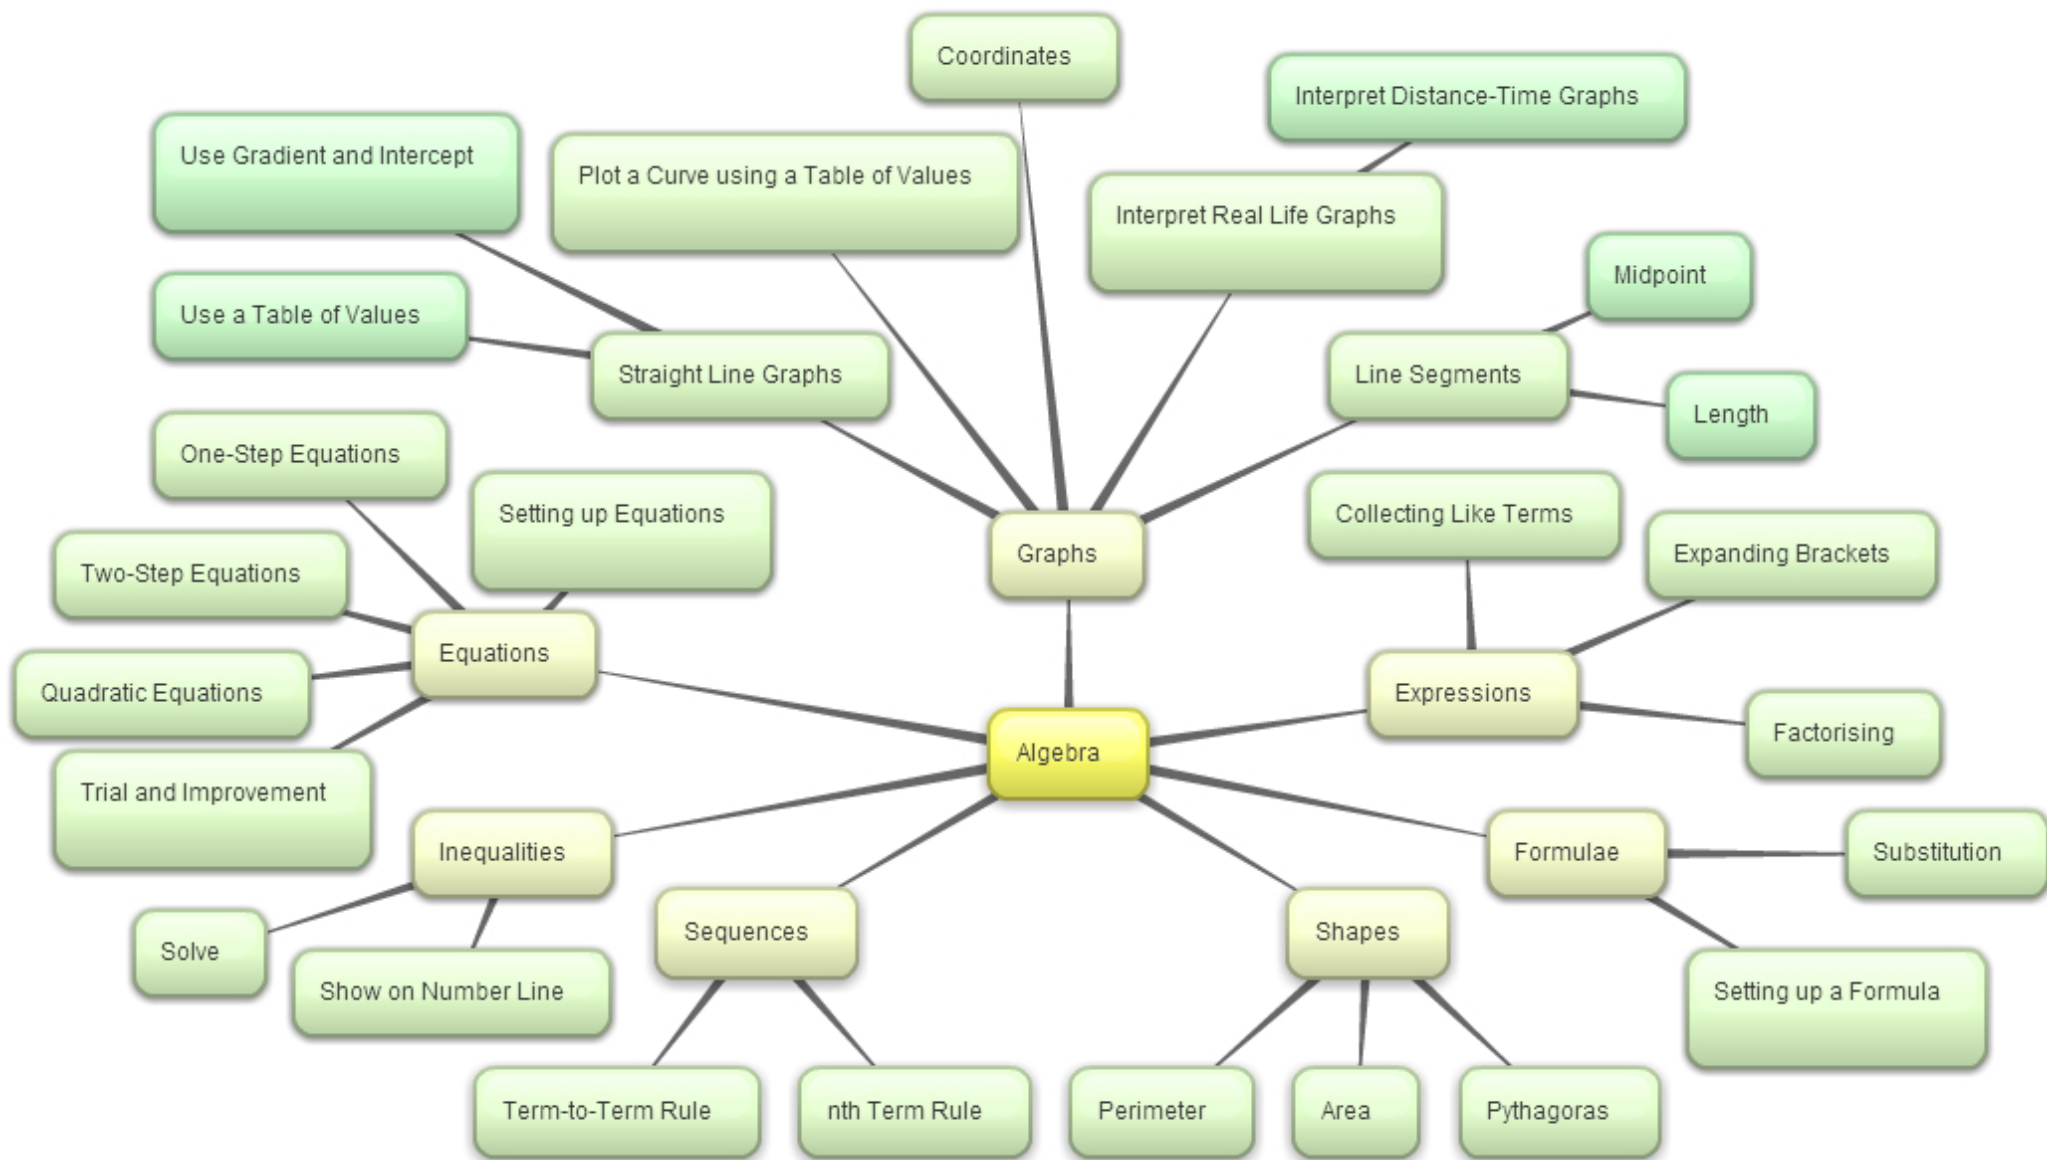 Coordinates
Interpret Distance-Time Graphs
Use Gradient and Intercept
Plot a Curve using a Table of Values
Interpret Real Life Graphs
Midpoint
Use a Table of Values
Straight Line Graphs
Line Segments
Length
One-Step Equations
Setting up Equations
Graphs
Collecting Like Terms
Expanding Brackets
Two-Step Equations
Equations
Quadratic Equations
Expressions
Factorising
Algebra
Trial and Improvement
Inequalities
Formulae
Substitution
Solve
Sequences
Shapes
Show on Number Line
Setting up a Formula
Term-to-Term Rule
nth Term Rule
Perimeter
Area
Pythagoras